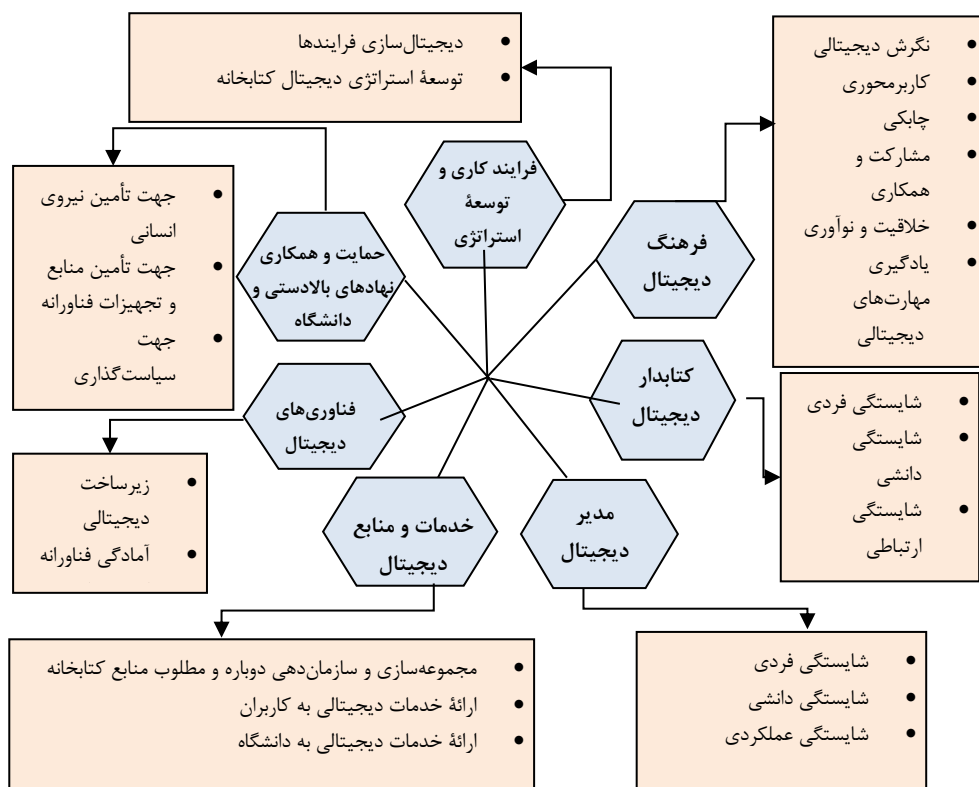 دیجیتال‌سازی فرایندها
توسعهٔ استراتژی دیجیتال کتابخانه
نگرش دیجیتالی
کاربرمحوری
چابکی
مشارکت و
همکاری
خلاقیت و نوآوری
یادگیری
مهارت‌های
دیجیتالی
فرایند کاری و
توسعهٔ
استراتژی
فرهنگ
دیجیتال
حمایت و همکاری
نهادهای بالادستی و
دانشگاه
جهت تأمین نیروی
انسانی
جهت تأمین منابع
و تجهیزات فناورانه
جهت
سیاست‌گذاری
کتابدار
دیجیتال
شایستگی فردی
شایستگی
دانشی
شایستگی
ارتباطی
فناوری‌های
دیجیتال
زیرساخت
دیجیتالی
آمادگی فناورانه
مدیر
دیجیتال
خدمات و منابع
دیجیتال
شایستگی فردی
شایستگی دانشی
شایستگی عملکردی
مجموعه‌سازی و سازمان‌دهی دوباره و مطلوب منابع کتابخانه
ارائهٔ خدمات دیجیتالی به کاربران
ارائهٔ خدمات دیجیتالی به دانشگاه